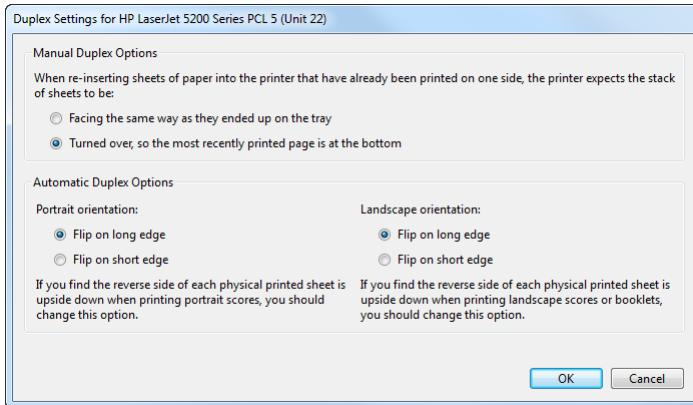 Duplex Settings for HP LaserJet 5200 Series PCL 5 (Unit 22)
Manual Duplex Options
When re-inserting sheets of paper into the printer that have already been printed on one side, the printer expects the stack
of sheets to be:
Facing the same way as they ended up on the tray
Turned over, so the most recently printed page is at the bottom
Automatic Duplex Options
Portrait orientation:
Flip on long edge
Flip on short edge
If you find the reverse side of each physical printed sheet is
upside down when printing portrait scores, you should
change this option.
Landscape orientation:
Flip on long edge
Flip on short edge
If you find the reverse side of each physical printed sheet is
upside down when printing landscape scores or booklets,
you should change this option.
OK
Cancel